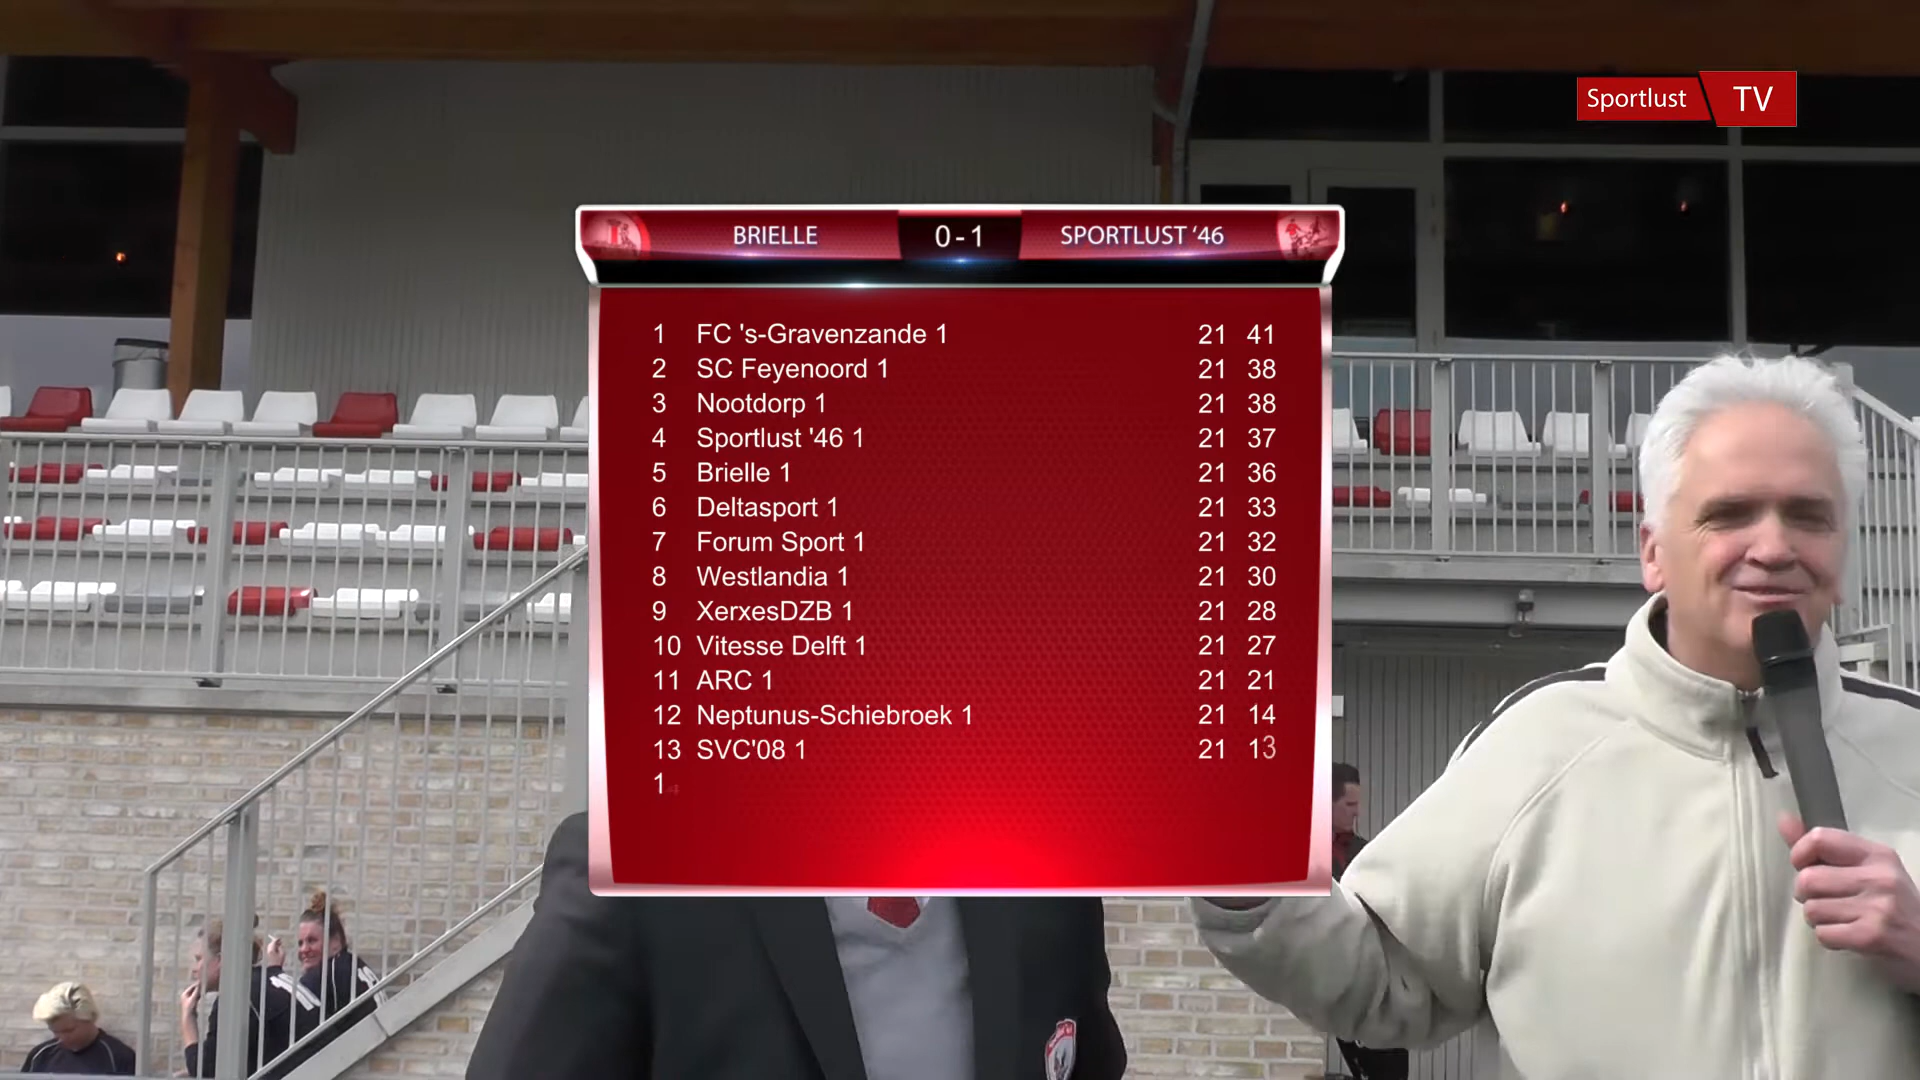 Sportlust TV
BRIELLE 0-1 SPORTLUST ‘46
1 FC 's-Gravenzande 1 21 41
2 SC Feyenoord 1 21 38
3 Nootdorp 1 21 38
4 Sportlust '46 1 21 37
5 Brielle 1 21 36
6 Deltasport 1 21 33
7 Forum Sport 1 21 32
8 Westlandia 1 21 30
9 XerxesDZB 1 21 28
10 Vitesse Delft 1 21 27
11 ARC 1 21 21
12 Neptunus-Schiebroek 1 21 14
13 SVC'08 1 21 13
14